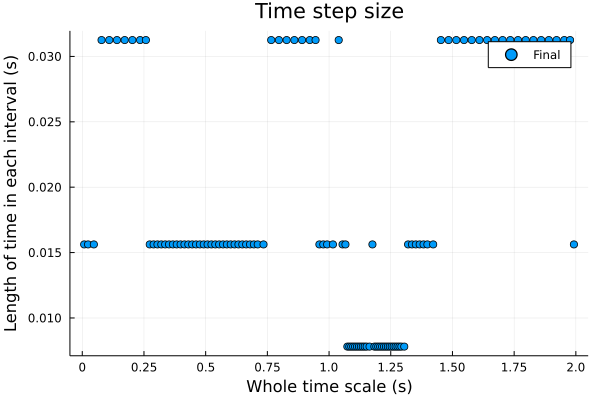 Time step size
Final
0.030
0.025
0.020
0.015
0.010
Length of time in each interval (s)
0 0.25 0.5 0.75 1.0 1.25 1.50 1.75 2.0
Whole time scale (s)